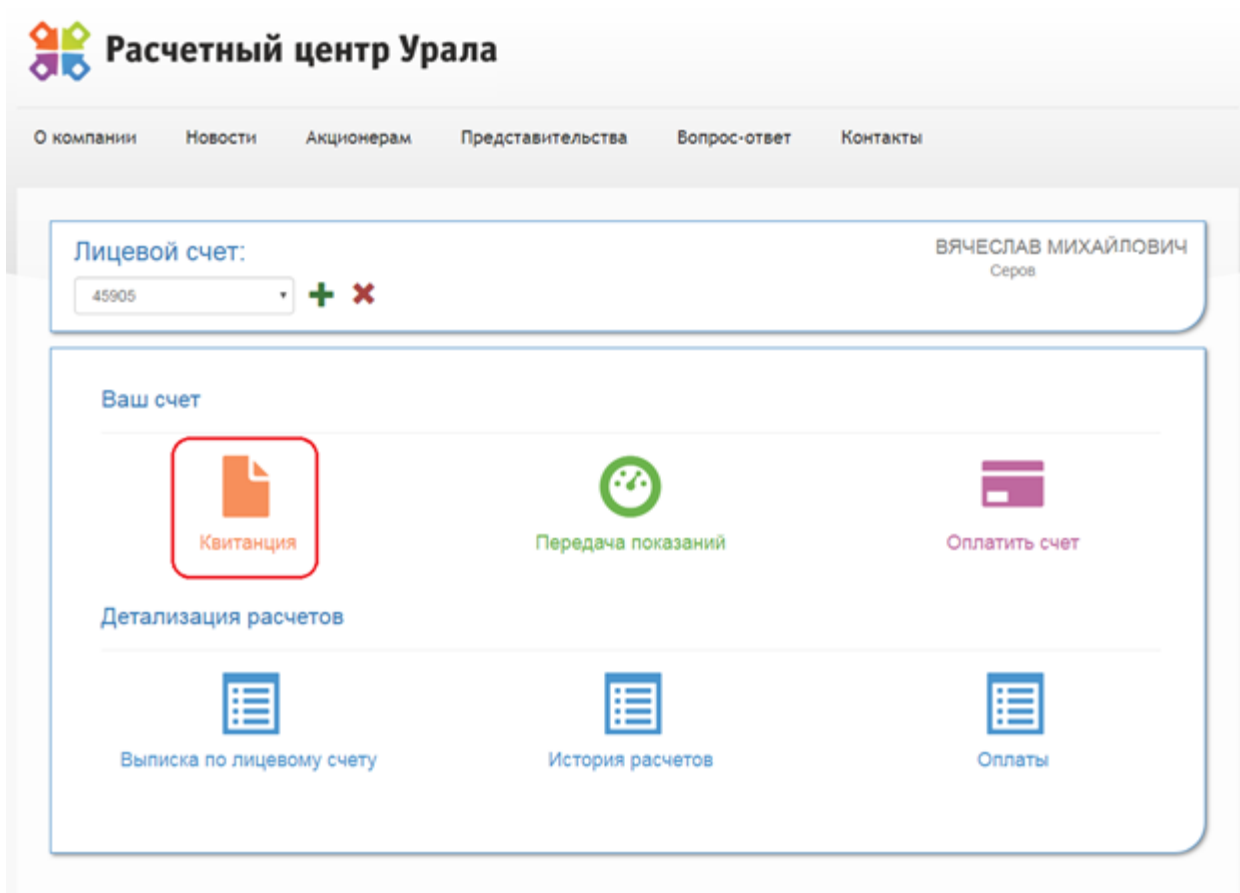 Расчетный центр Урала
О компании Новости Акционерам Представительства Вопрос-ответ Контакты
Лицевой счет:
ВЯЧЕСЛАВ МИХАЙЛОВИЧ
Серов
45905
Ваш счет
Квитанция Передача показаний Оплатить счет
Детализация расчетов
Выписка по лицевому счету История расчетов Оплаты